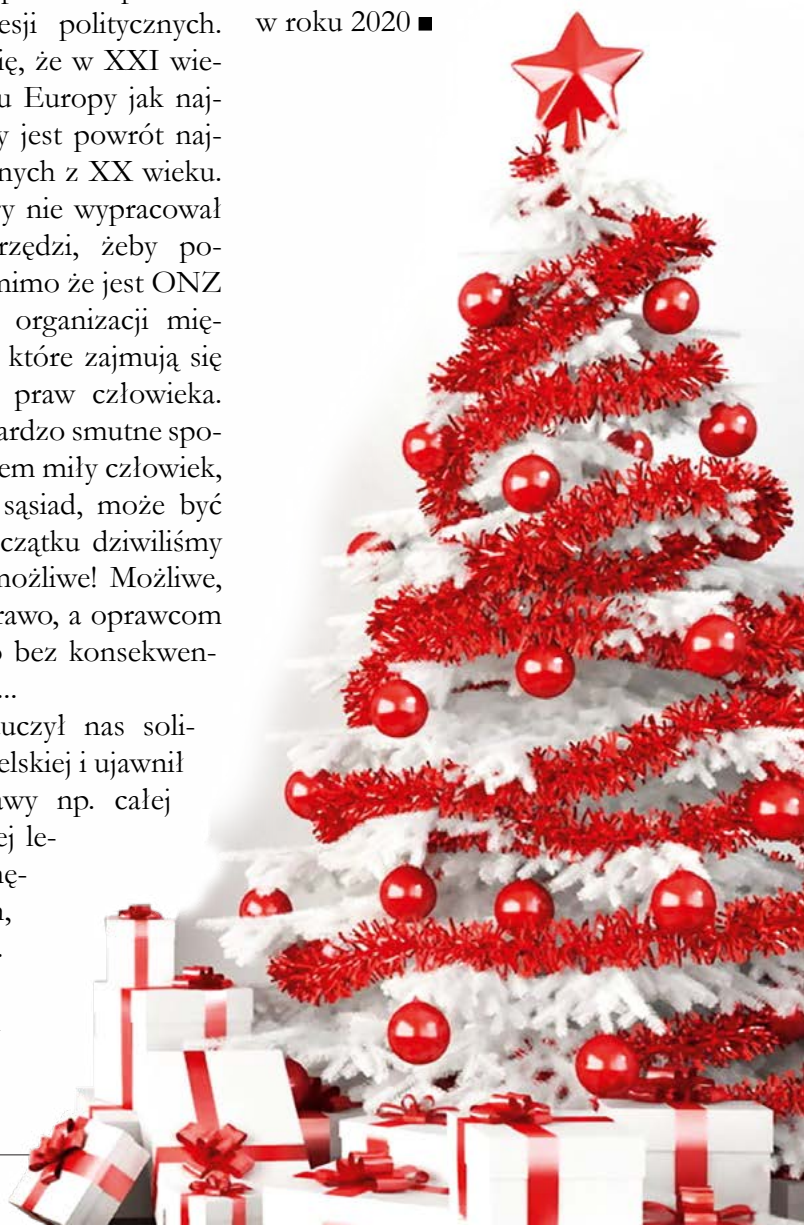 esji politycznych.
ię, że w XXI wie-
u Europy jak naj-
y jest powrót naj-
nych z XX wieku.
ry nie wypracował
rzędzi, żeby po-
mimo że jest ONZ
organizacji mię-
które zajmują się
praw człowieka.
ardzo smutne spo-
em miły człowiek,
sąsiad, może być
czątku dziwiliśmy
możliwe! Możliwe,
rawo, a oprawcom
o bez konsekwen-
...
uczył nas soli-
elskiej i ujawnił
awy np. całej
ej le-
nę-
n,
.
w roku 2020 ■